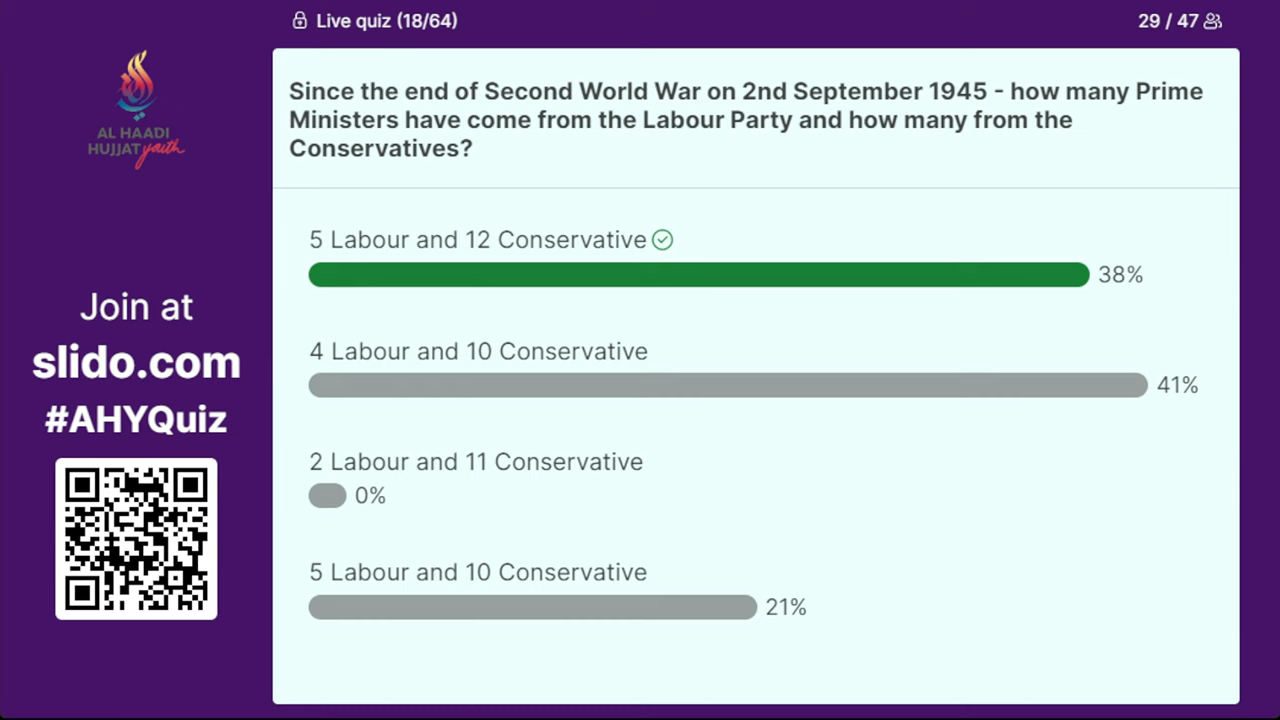 Live quiz (18/64)
29 / 47
AL HAADI
HUJJAT youth
Join at
slido.com
#AHYQuiz
Since the end of Second World War on 2nd September 1945 - how many Prime
Ministers have come from the Labour Party and how many from the
Conservatives?
5 Labour and 12 Conservative
38%
4 Labour and 10 Conservative
41%
2 Labour and 11 Conservative
0%
5 Labour and 10 Conservative
21%